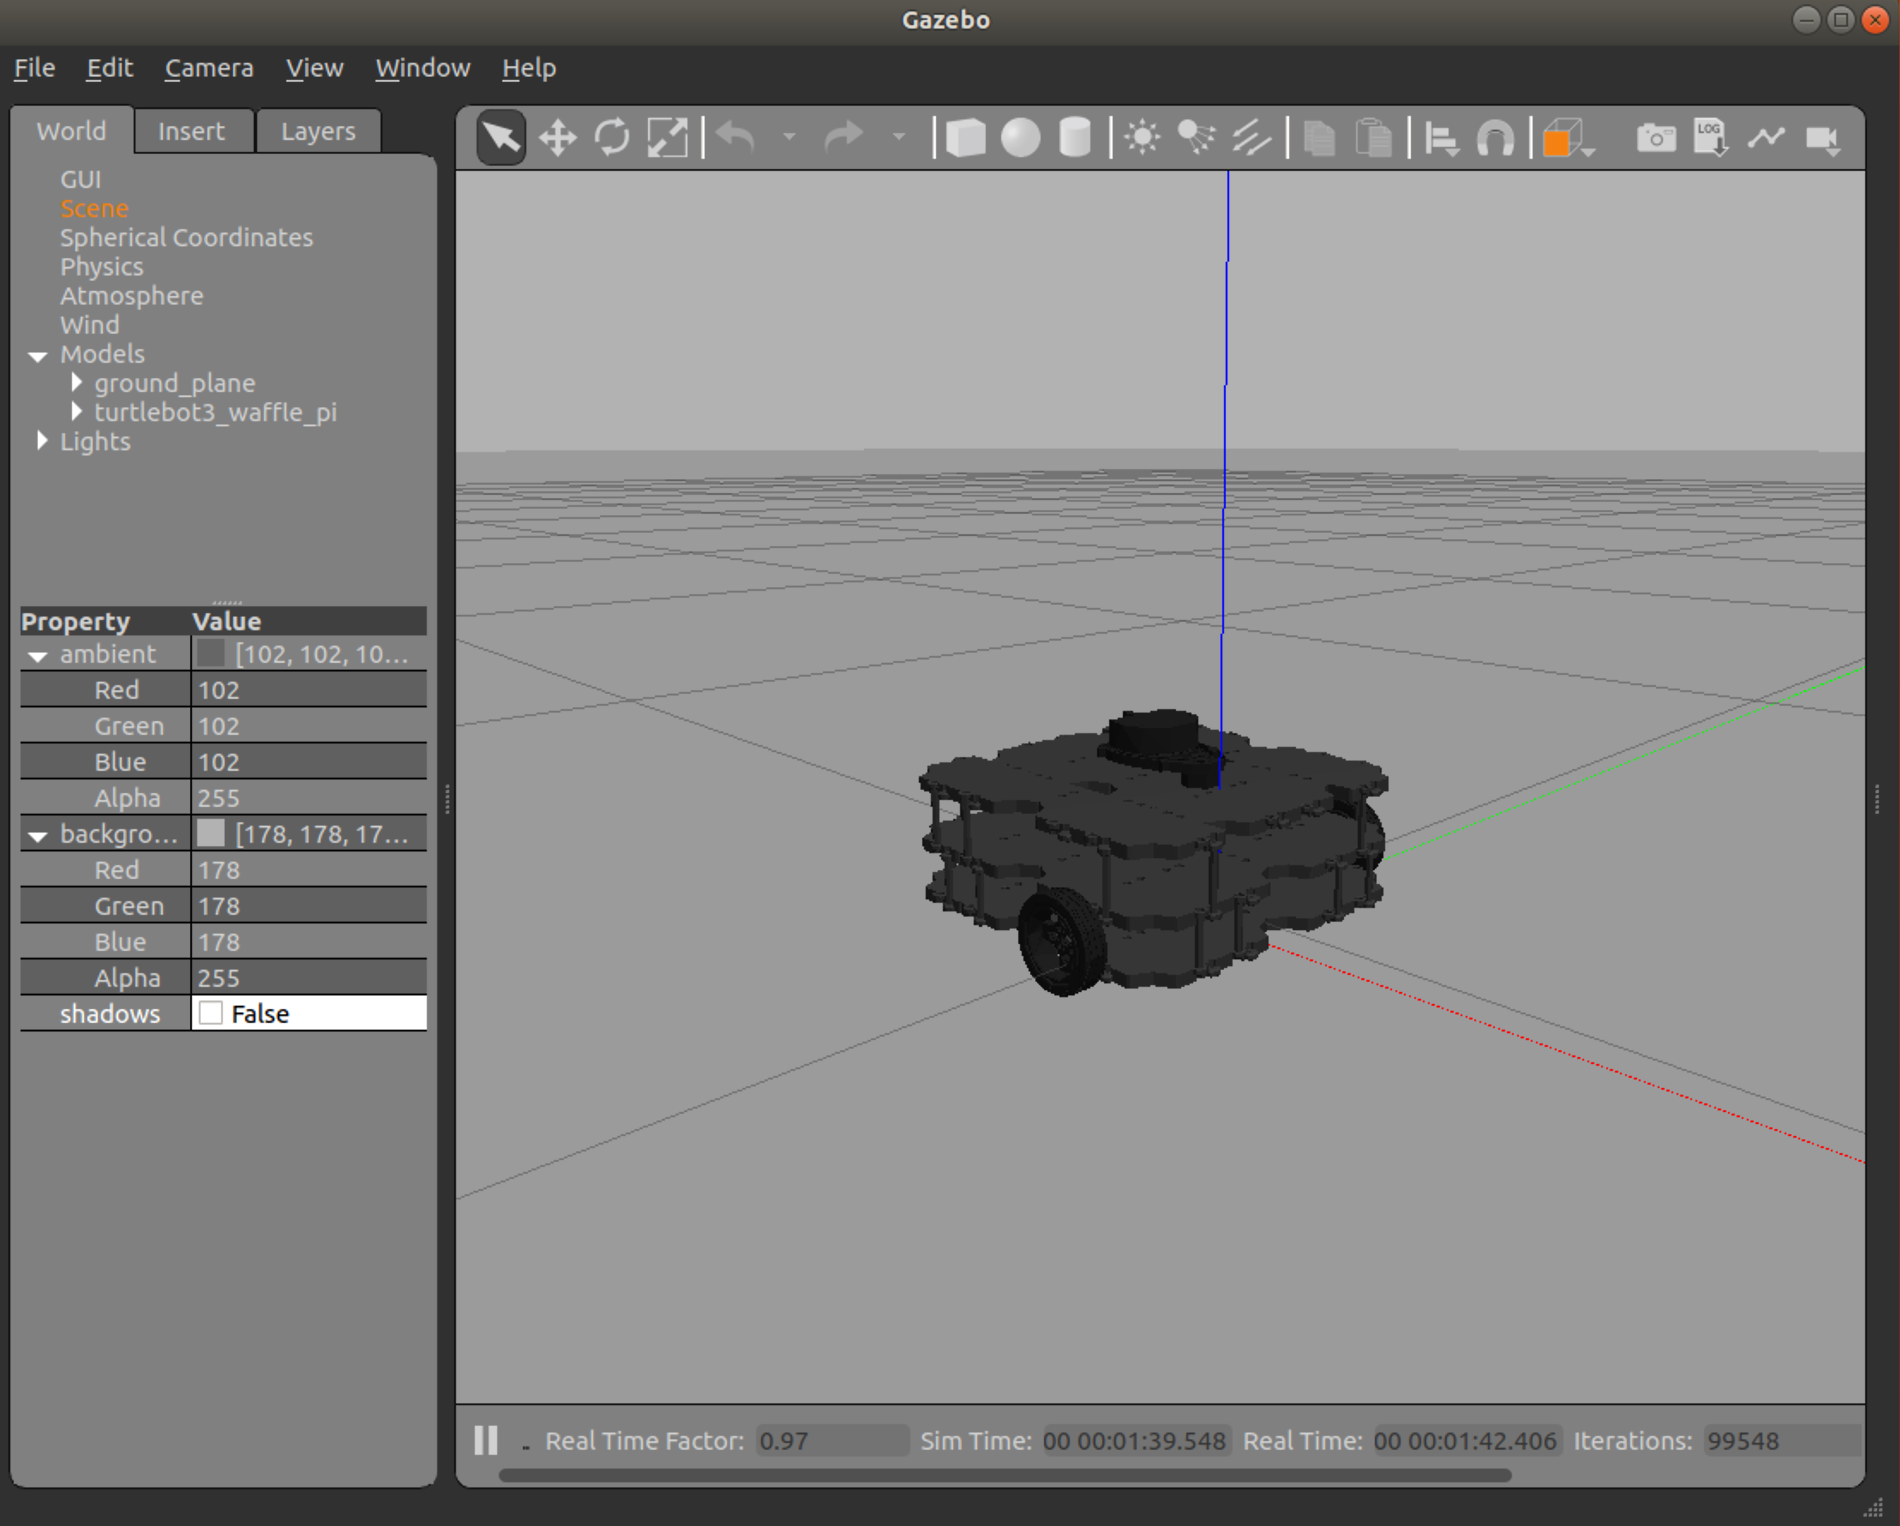 Gazebo
File Edit Camera View Window Help
World Insert Layers
GUI
Scene
Spherical Coordinates
Physics
Atmosphere
Wind
Models
ground_plane
turtlebot3_waffle_pi
Lights
LOG
Property Value
ambient [102, 102, 10...
Red 102
Green 102
Blue 102
Alpha 255
backgro... [178, 178, 17...
Red 178
Green 178
Blue 178
Alpha 255
shadows False
Real Time Factor: 0.97 Sim Time: 00 00:01:39.548 Real Time: 00 00:01:42.406 Iterations: 99548